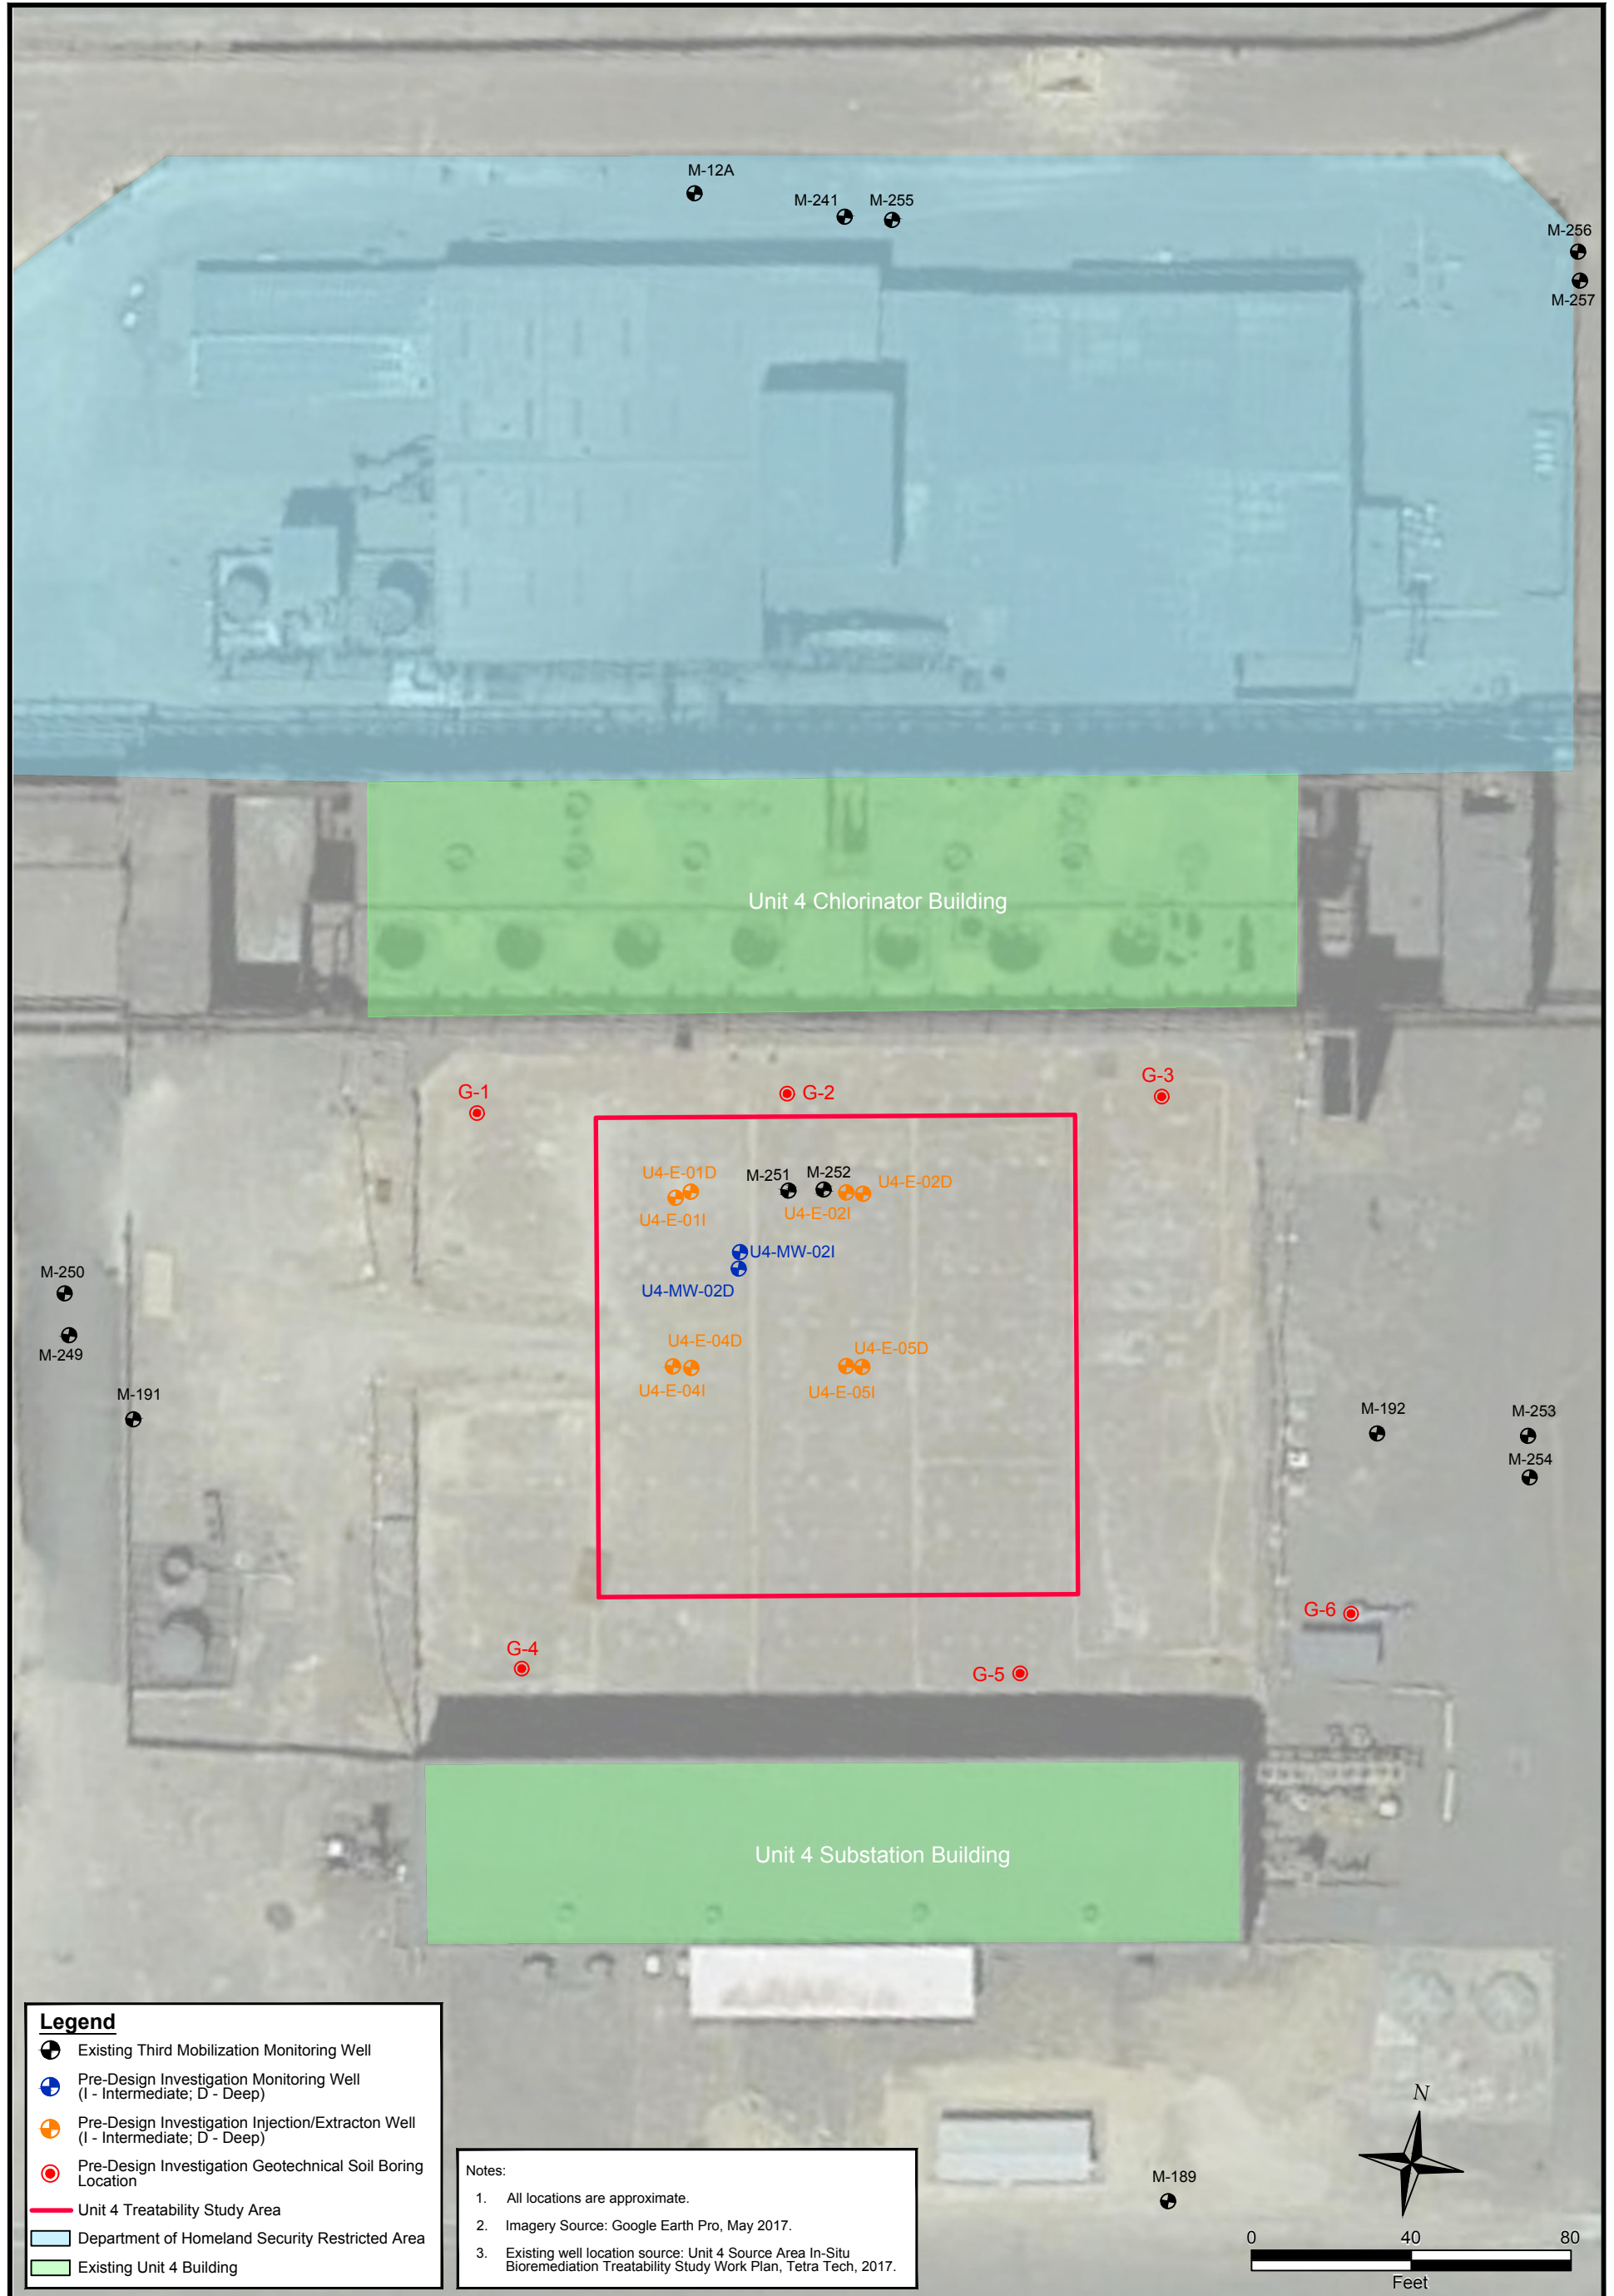 M-12A
M-241
M-255
M-256
M-257
Unit 4 Chlorinator Building
G-1
G-2
G-3
U4-E-01D
M-251
M-252
U4-E-02D
U4-E-01I
U4-E-02I
U4-MW-02I
M-250
U4-MW-02D
U4-E-04D
U4-E-05D
M-249
U4-E-04I
U4-E-05I
M-191
M-192
M-253
M-254
G-6
G-4
G-5
Unit 4 Substation Building
Legend
Existing Third Mobilization Monitoring Well
Pre-Design Investigation Monitoring Well
(I - Intermediate; D - Deep)
Pre-Design Investigation Injection/Extracton Well
(I - Intermediate; D - Deep)
Pre-Design Investigation Geotechnical Soil Boring
Location
Unit 4 Treatability Study Area
Department of Homeland Security Restricted Area
Existing Unit 4 Building
Notes:
1. All locations are approximate.
2. Imagery Source: Google Earth Pro, May 2017.
3. Existing well location source: Unit 4 Source Area In-Situ
Bioremediation Treatability Study Work Plan, Tetra Tech, 2017.
N
M-189
0 40 80
Feet